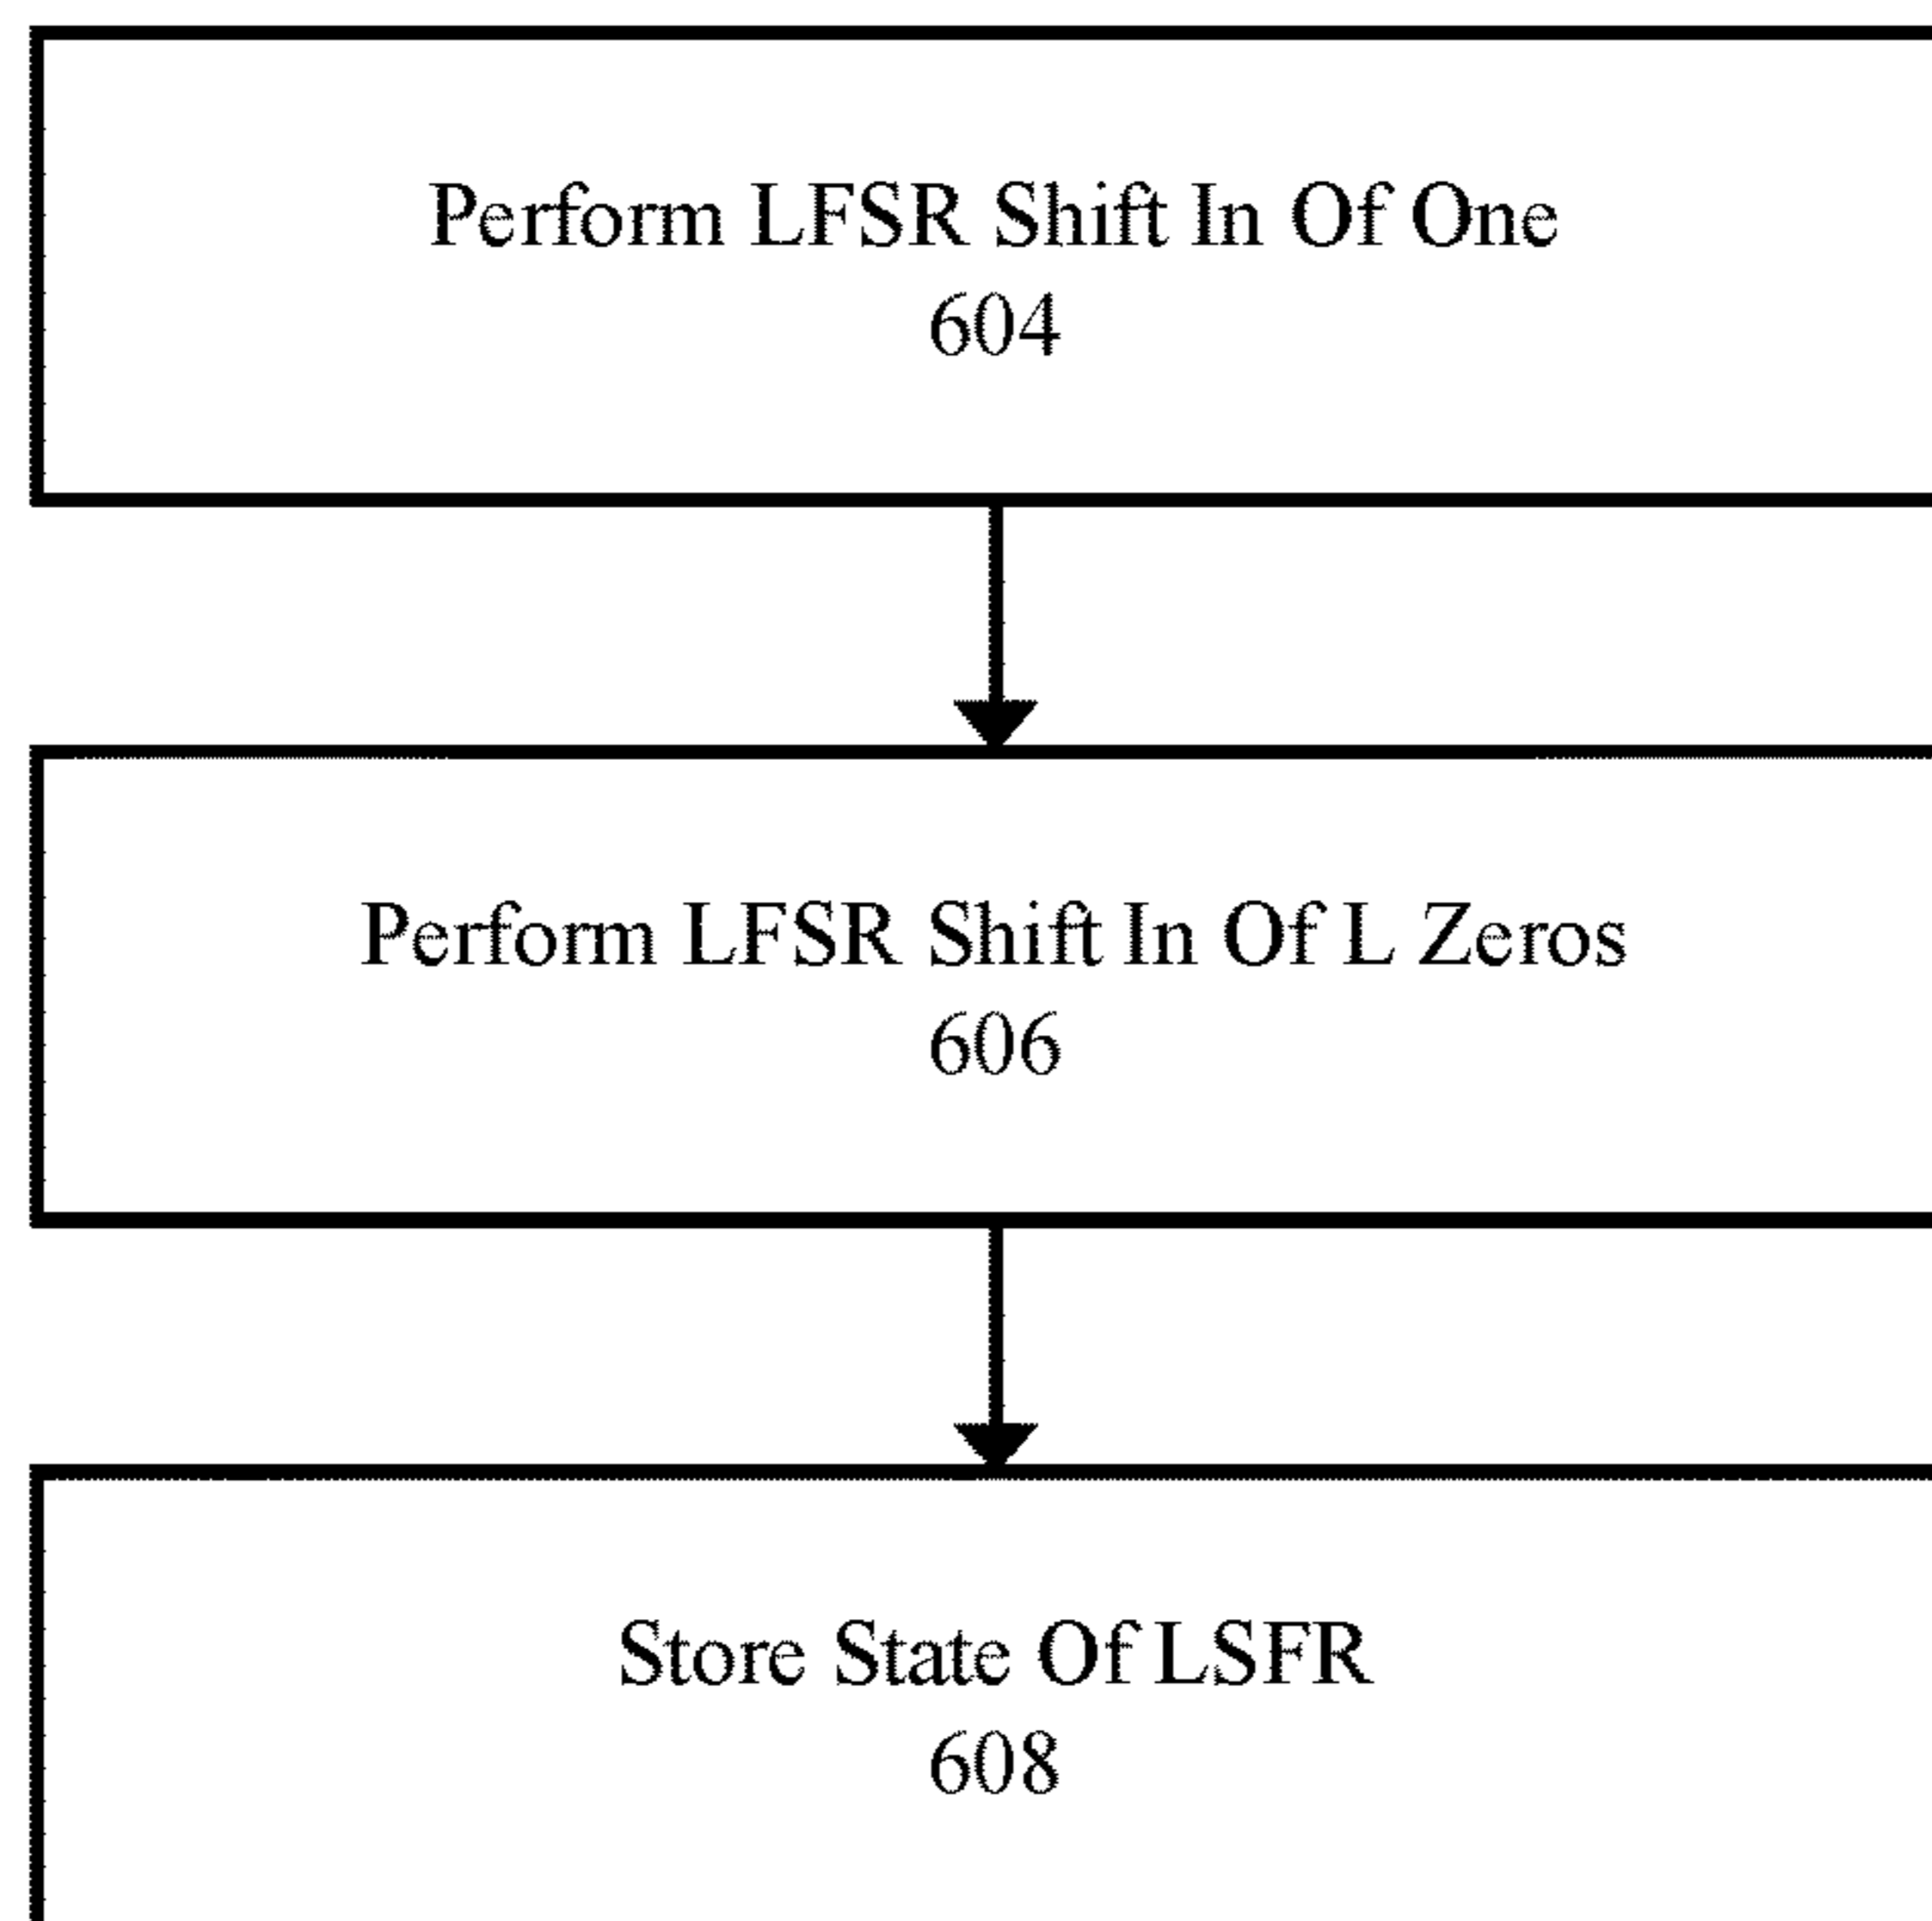 Perform LFSR Shift In Of One
604
Perform LFSR Shift In Of L Zeros
606
Store State Of LSFR
608